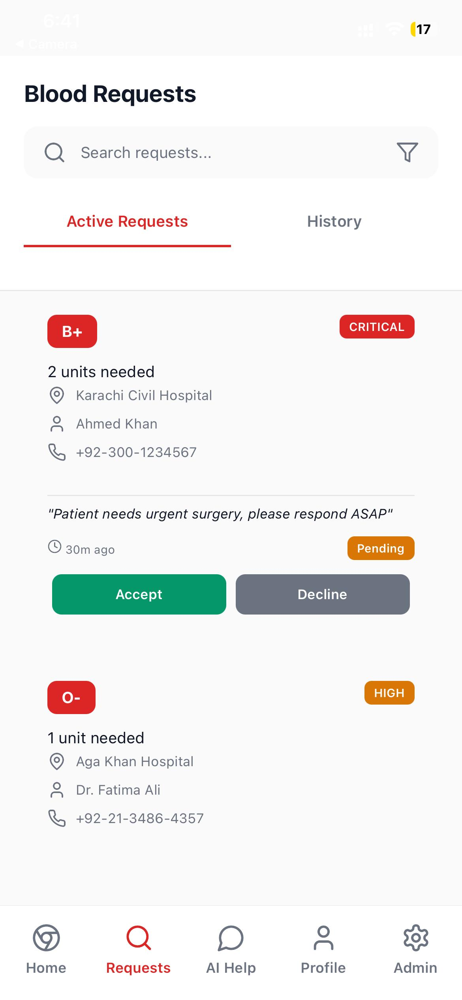 6:41
17
◀ Camera
Blood Requests
Search requests...
Active Requests
History
B+
CRITICAL
2 units needed
Karachi Civil Hospital
Ahmed Khan
+92-300-1234567
"Patient needs urgent surgery, please respond ASAP"
30m ago
Pending
Accept
Decline
O-
HIGH
1 unit needed
Aga Khan Hospital
Dr. Fatima Ali
+92-21-3486-4357
Home
Requests
AI Help
Profile
Admin